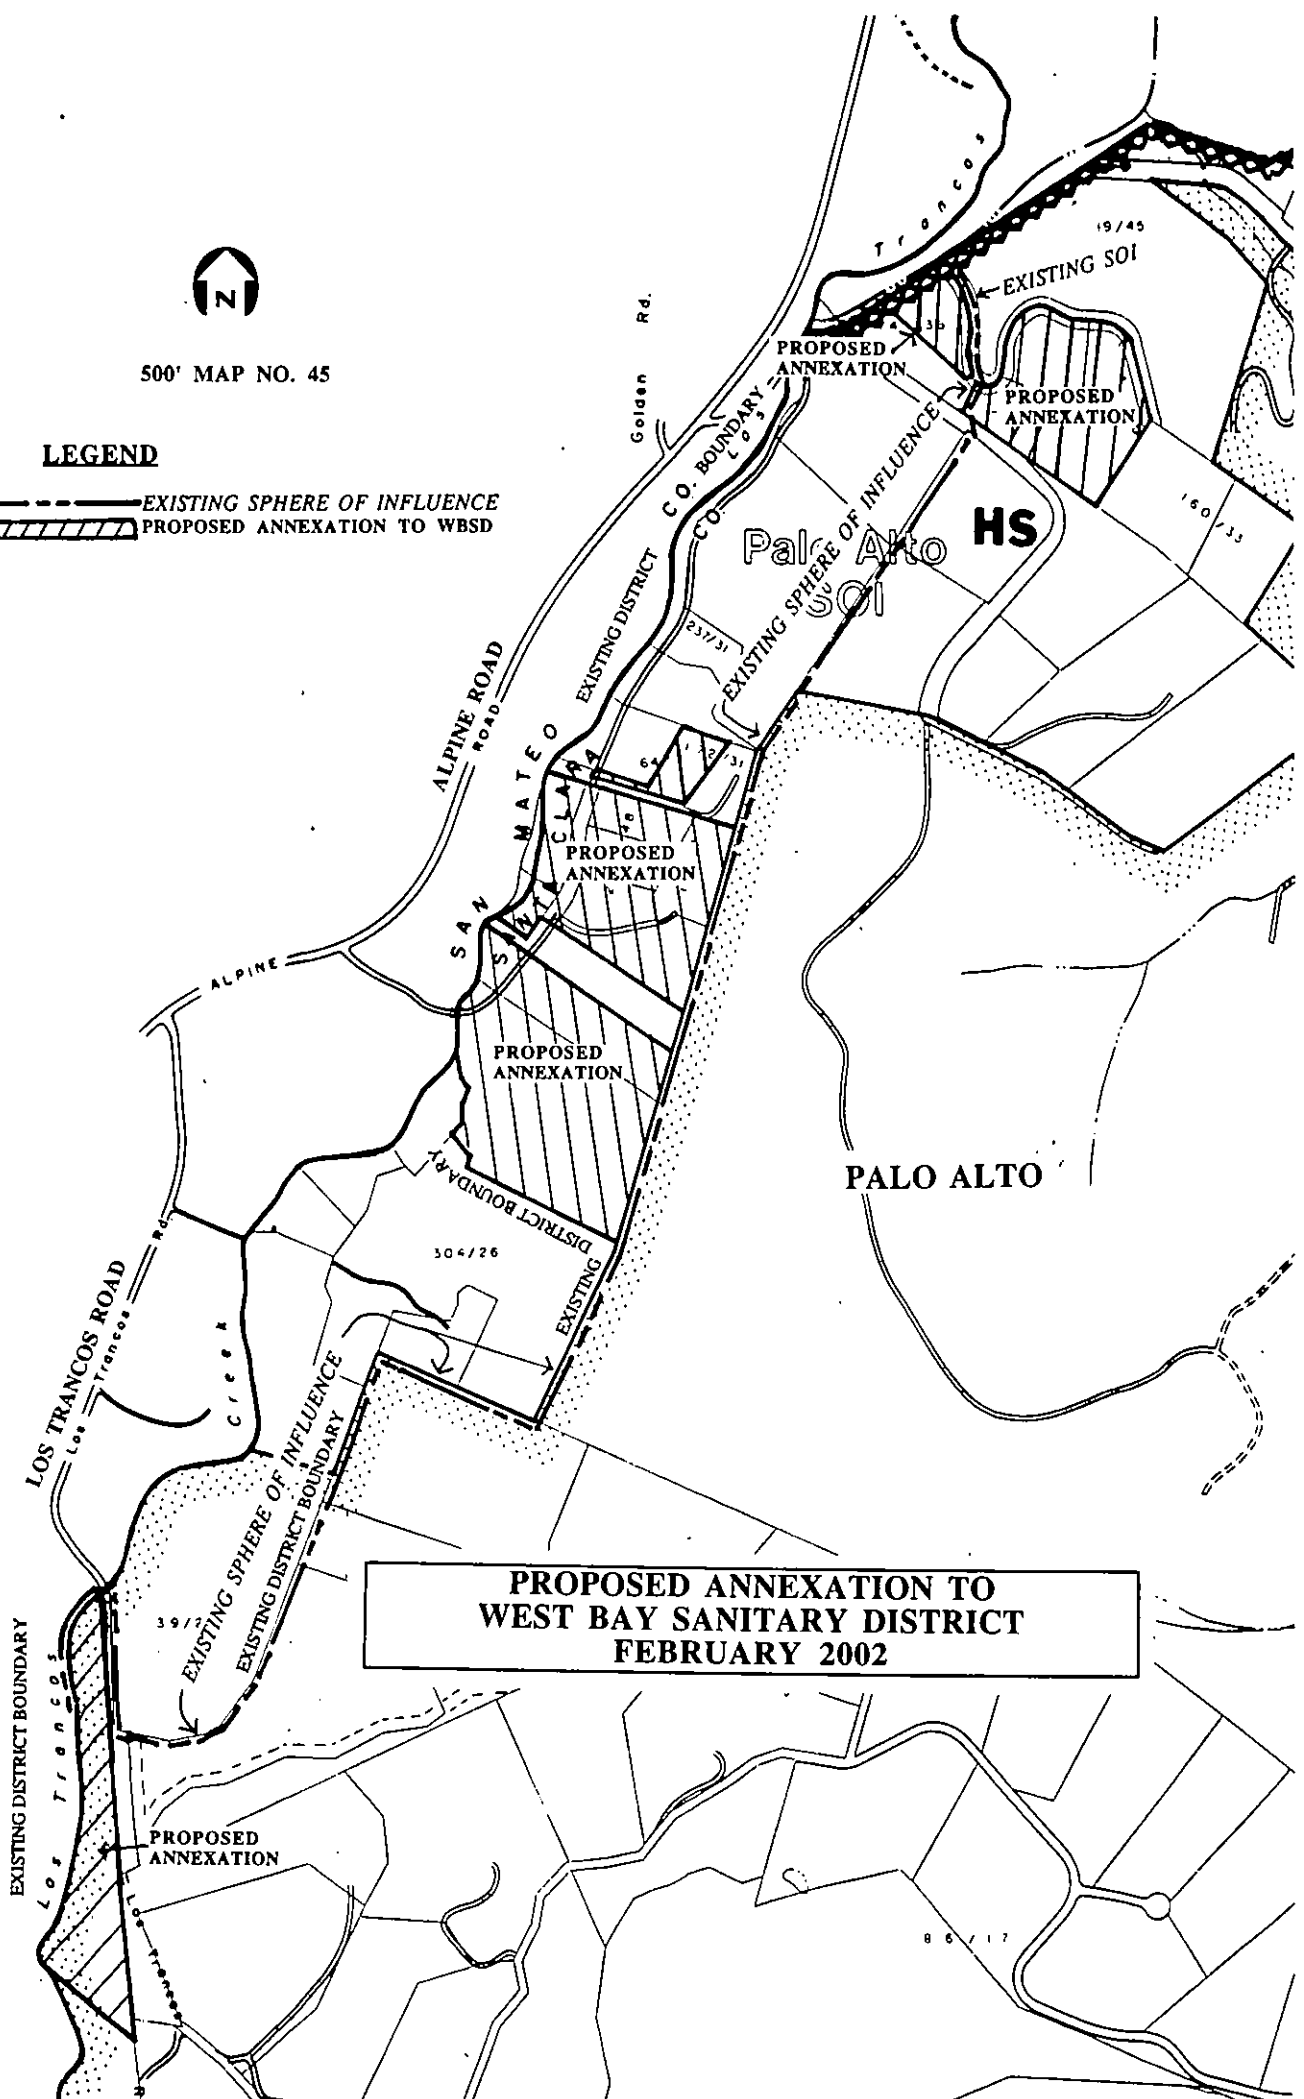 Trancos
19/45
EXISTING SOI
500' MAP NO. 45
Golden Rd.
PROPOSED
ANNEXATION
PROPOSED
ANNEXATION
LEGEND
EXISTING SPHERE OF INFLUENCE
PROPOSED ANNEXATION TO WBSD
CO. BOUNDARY
Los
CO.
HS
160/33
Palo Alto
SOI
EXISTING SPHERE OF INFLUENCE
EXISTING DISTRICT
237/31
ALPINE ROAD
ROAD
SAN MATEO
SANTA CLARA
64
PROPOSED
ANNEXATION
ALPINE
PROPOSED
ANNEXATION
PALO ALTO
DISTRICT BOUNDARY
EXISTING
304/26
LOS TRANCOS ROAD
Los Trancos Rd.
Creek
EXISTING SPHERE OF INFLUENCE
EXISTING DISTRICT BOUNDARY
PROPOSED ANNEXATION TO
WEST BAY SANITARY DISTRICT
FEBRUARY 2002
EXISTING DISTRICT BOUNDARY
Los Trancos
PROPOSED
ANNEXATION
86/17